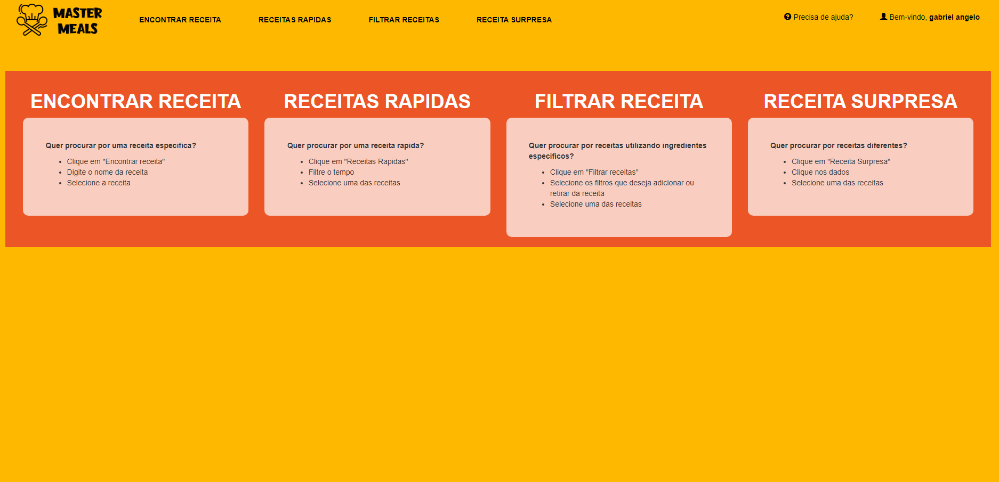 MASTER
MEALS
ENCONTRAR RECEITA
RECEITAS RAPIDAS
FILTRAR RECEITAS
RECEITA SURPRESA
Precisa de ajuda?
Bem-vindo, gabriel angelo
ENCONTRAR RECEITA
Quer procurar por uma receita especifica?
Clique em "Encontrar receita"
Digite o nome da receita
Selecione a receita
RECEITAS RAPIDAS
Quer procurar por uma receita rapida?
Clique em "Receitas Rapidas"
Filtre o tempo
Selecione uma das receitas
FILTRAR RECEITA
Quer procurar por receitas utilizando ingredientes
especificos?
Clique em "Filtrar receitas"
Selecione os filtros que deseja adicionar ou
retirar da receita
Selecione uma das receitas
RECEITA SURPRESA
Quer procurar por receitas diferentes?
Clique em "Receita Surpresa"
Clique nos dados
Selecione uma das receitas